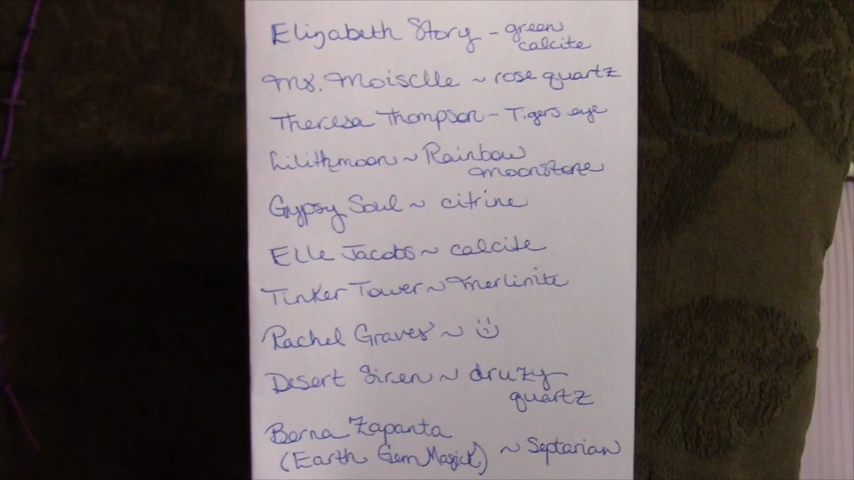 Elizabeth Story - green
calcite
Ms. Moiselle ~ rose quartz
Theresa Thompson - Tigers eye
Lilithmoon ~ Rainbow
moonstone
Gypsy Soul ~ citrine
Elle Jacobs ~ calcite
Tinker Tower ~ merlinite
Rachel Graves ~ :)
Desert Siren ~ druzy
quartz
Berna Zapanta
(Earth Gem Magick) ~ Septarian